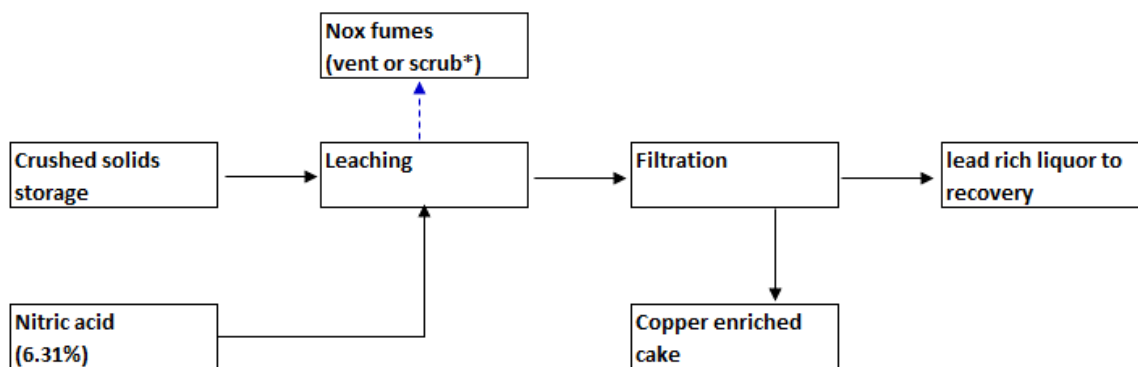 Nox fumes
(vent or scrub*)
Crushed solids
storage
Leaching
Filtration
lead rich liquor to
recovery
Nitric acid
(6.31%)
Copper enriched
cake